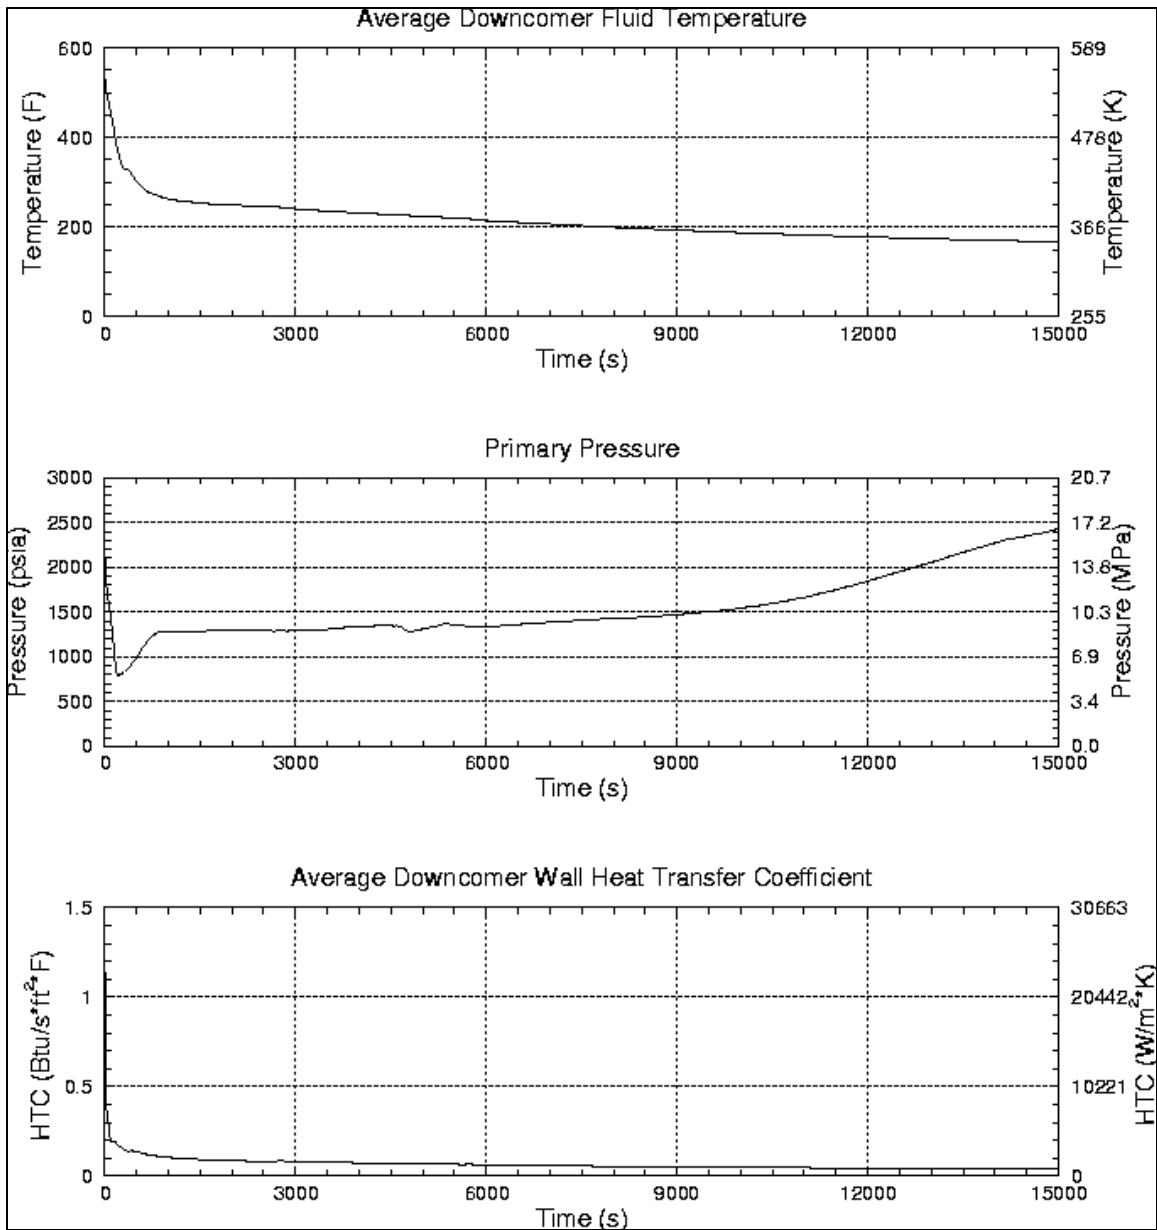 Average Downcomer Fluid Temperature
600
400
200
0
589
478
366
255
Temperature (F)
Temperature (K)
0 3000 6000 9000 12000 15000
Time (s)
Primary Pressure
3000
2500
2000
1500
1000
500
0
20.7
17.2
13.8
10.3
6.9
3.4
0.0
Pressure (psia)
Pressure (MPa)
0 3000 6000 9000 12000 15000
Time (s)
Average Downcomer Wall Heat Transfer Coefficient
1.5
1
0.5
0
30663
20442
10221
0
HTC (Btu/s*ft²*F)
HTC (W/m²*K)
0 3000 6000 9000 12000 15000
Time (s)